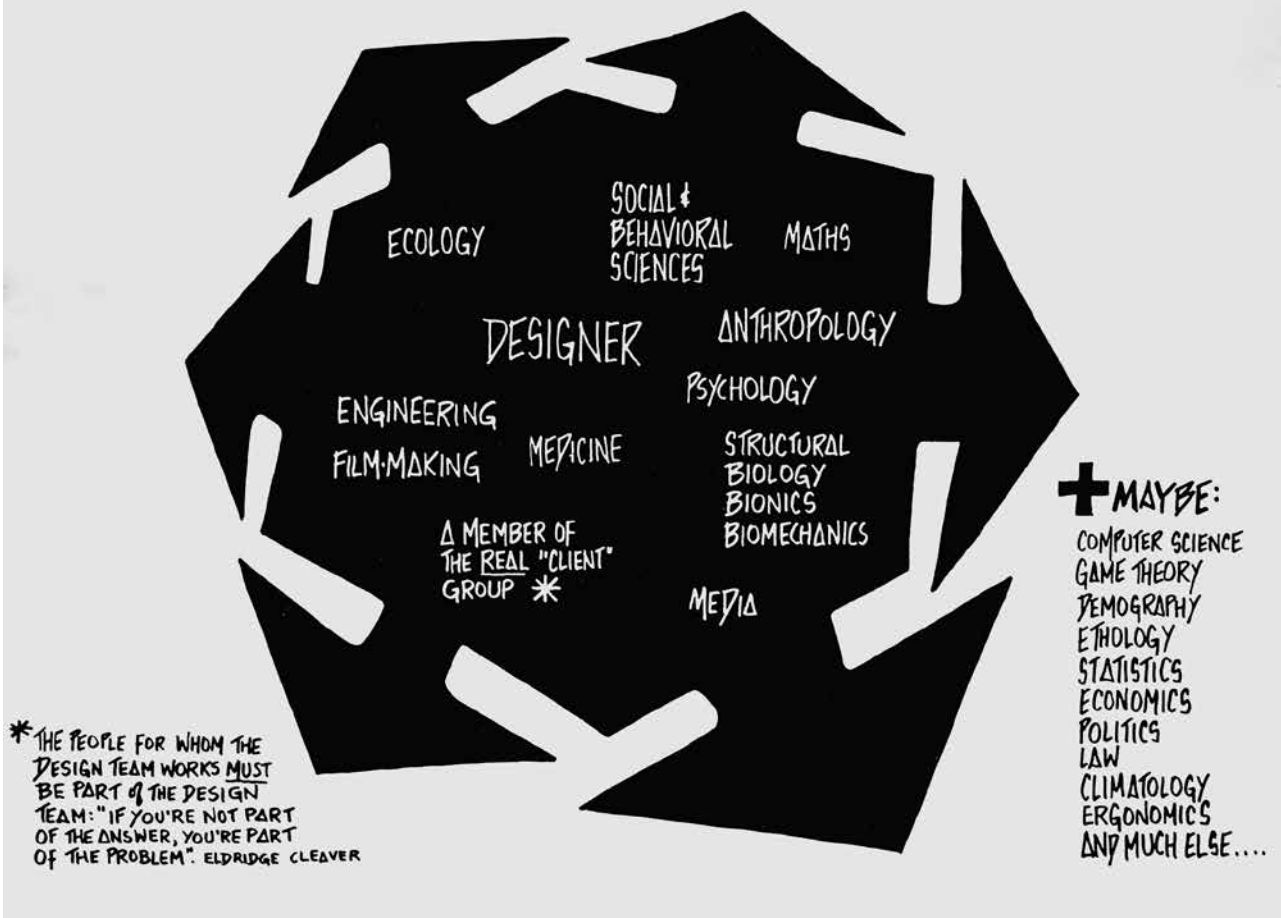 ECOLOGY
SOCIAL &
BEHAVIORAL
SCIENCES
MATHS
DESIGNER
ANTHROPOLOGY
PSYCHOLOGY
ENGINEERING
FILM-MAKING
MEDICINE
STRUCTURAL
BIOLOGY
BIONICS
BIOMECHANICS
A MEMBER OF
THE REAL "CLIENT"
GROUP *
MEDIA
+ MAYBE:
COMPUTER SCIENCE
GAME THEORY
DEMOGRAPHY
ETHOLOGY
STATISTICS
ECONOMICS
POLITICS
LAW
CLIMATOLOGY
ERGONOMICS
AND MUCH ELSE....
* THE PEOPLE FOR WHOM THE
DESIGN TEAM WORKS MUST
BE PART of THE DESIGN
TEAM: "IF YOU'RE NOT PART
OF THE ANSWER, YOU'RE PART
OF THE PROBLEM". ELDRIDGE CLEAVER